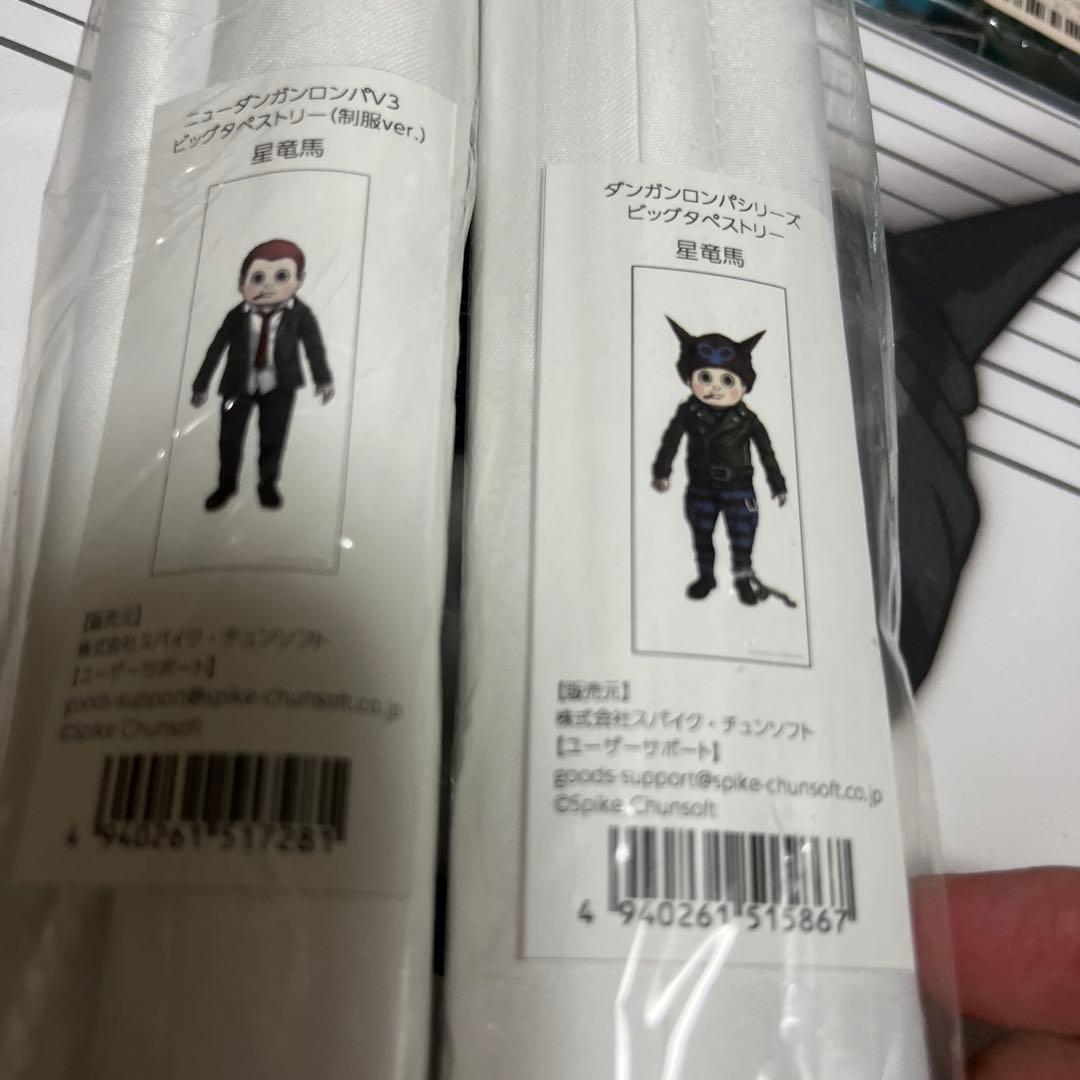 ニューダンガンロンパV3
ビッグタペストリー(制服ver.)
星竜馬
【販売元】
株式会社スパイク・チュンソフト
【ユーザーサポート】
goods-support@spike-chunsoft.co.jp
©Spike Chunsoft
4 940261 517281
ダンガンロンパシリーズ
ビッグタペストリー
星竜馬
【販売元】
株式会社スパイク・チュンソフト
【ユーザーサポート】
goods-support@spike-chunsoft.co.jp
©Spike Chunsoft
4 940261 515867